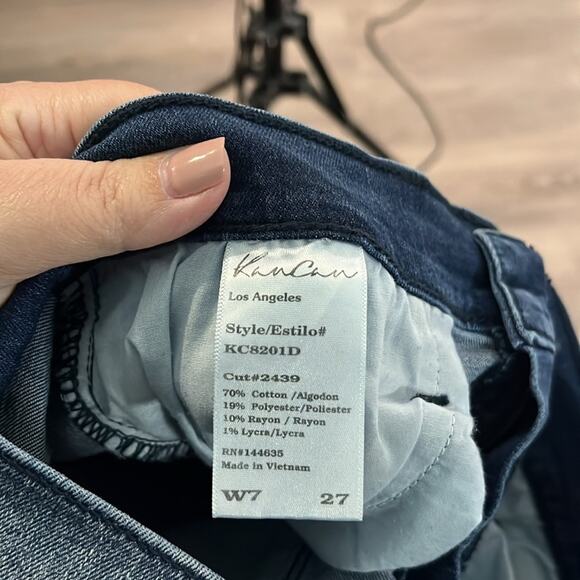 KanCan
Los Angeles
Style/Estilo#
KC8201D
Cut#2439
70% Cotton /Algodon
19% Polyester/Poliester
10% Rayon / Rayon
1% Lycra/Lycra
RN#144635
Made in Vietnam
W7 27